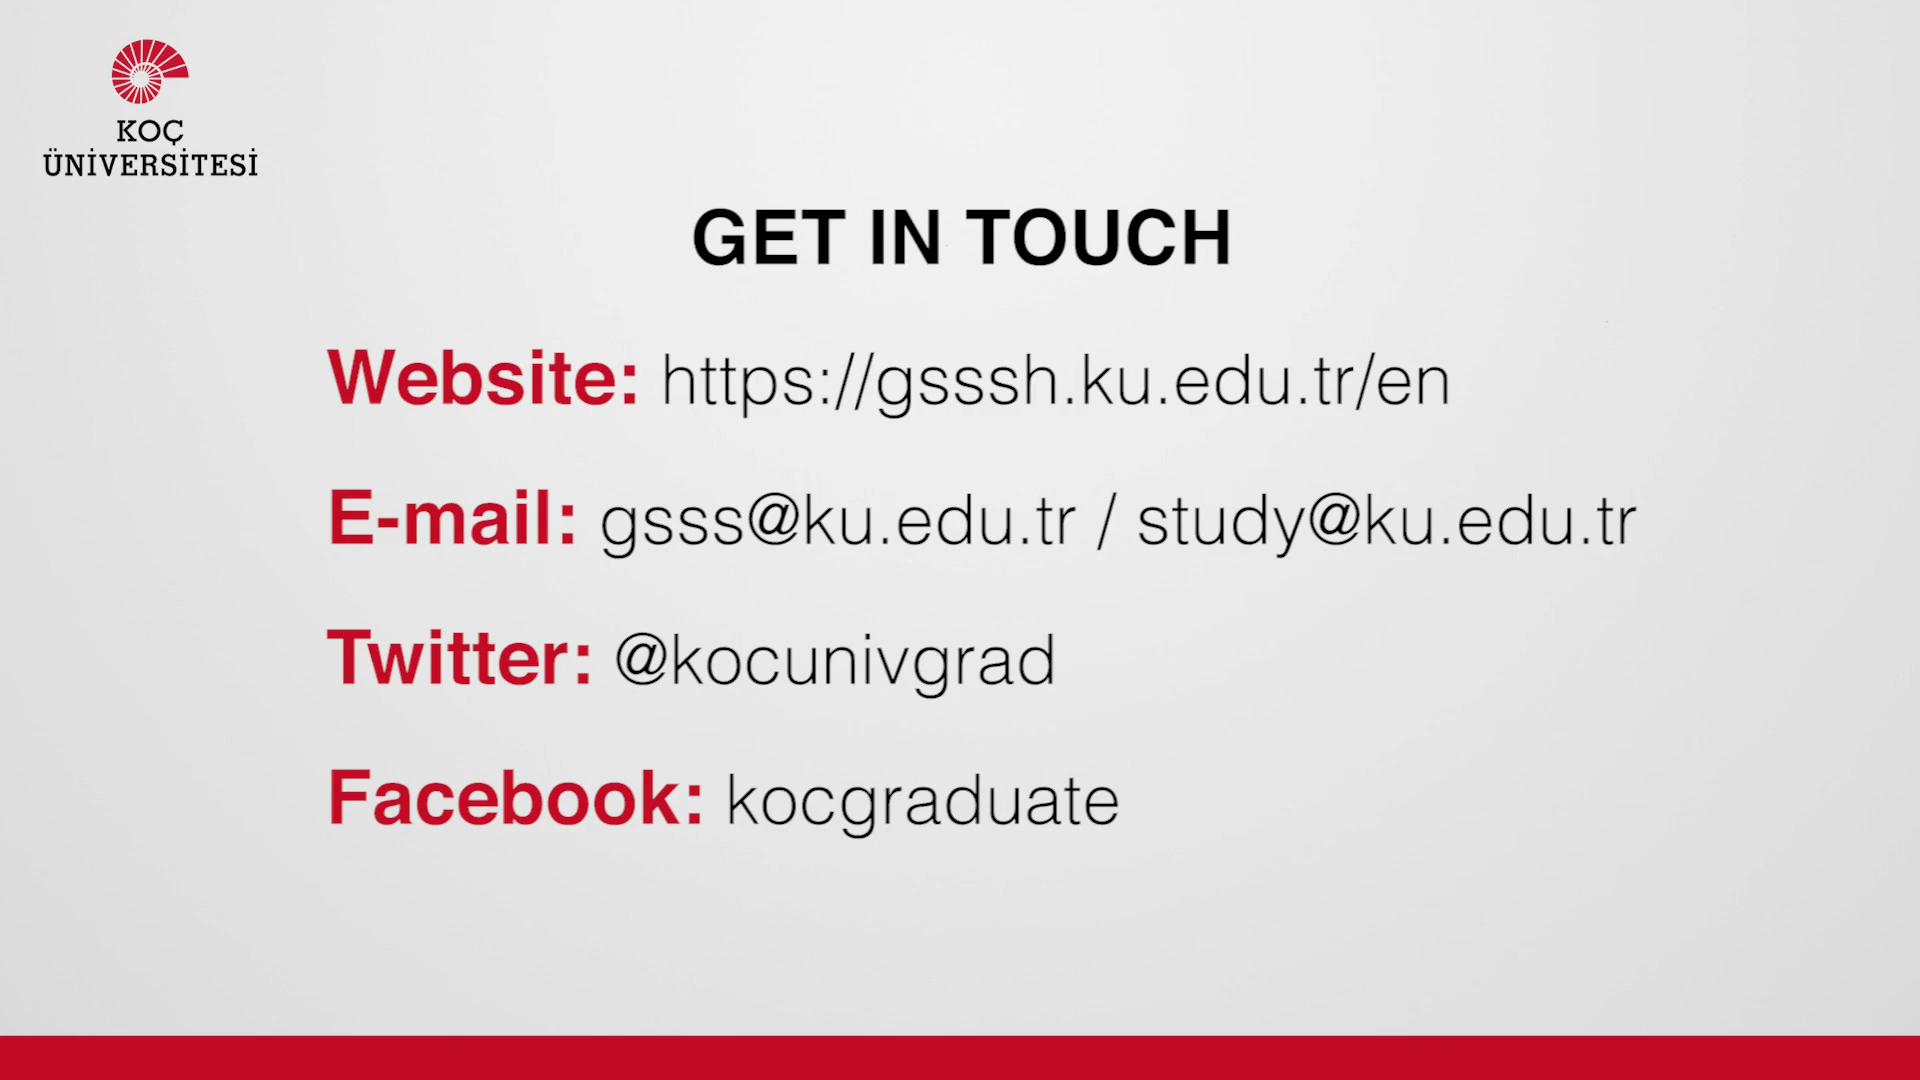 KOÇ
ÜNİVERSİTESİ
GET IN TOUCH
Website: https://gsssh.ku.edu.tr/en
E-mail: gsss@ku.edu.tr / study@ku.edu.tr
Twitter: @kocunivgrad
Facebook: kocgraduate